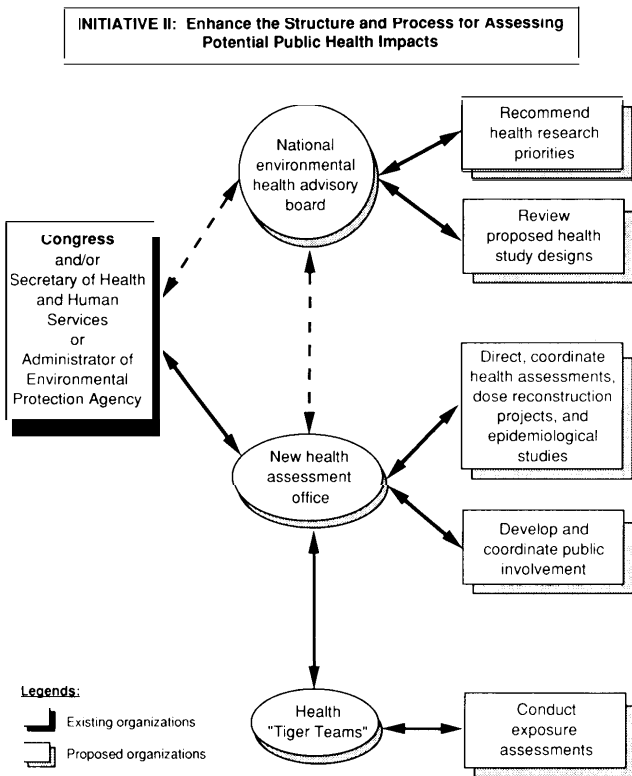 INITIATIVE II: Enhance the Structure and Process for Assessing
Potential Public Health Impacts
National
environmental
health advisory
board
Recommend
health research
priorities
Review
proposed health
study designs
Congress
and/or
Secretary of Health
and Human
Services
or
Administrator of
Environmental
Protection Agency
Direct, coordinate
health assessments,
dose reconstruction
projects, and
epidemiological
studies
New health
assessment
office
Develop and
coordinate public
involvement
Health
"Tiger Teams"
Conduct
exposure
assessments
Legends:
Existing organizations
Proposed organizations